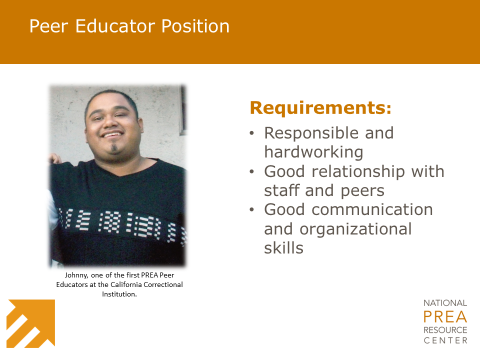 Peer Educator Position
Requirements:
• Responsible and
hardworking
• Good relationship with
staff and peers
• Good communication
and organizational
skills
Johnny, one of the first PREA Peer
Educators at the California Correctional
Institution.
NATIONAL
PREA
RESOURCE
CENTER